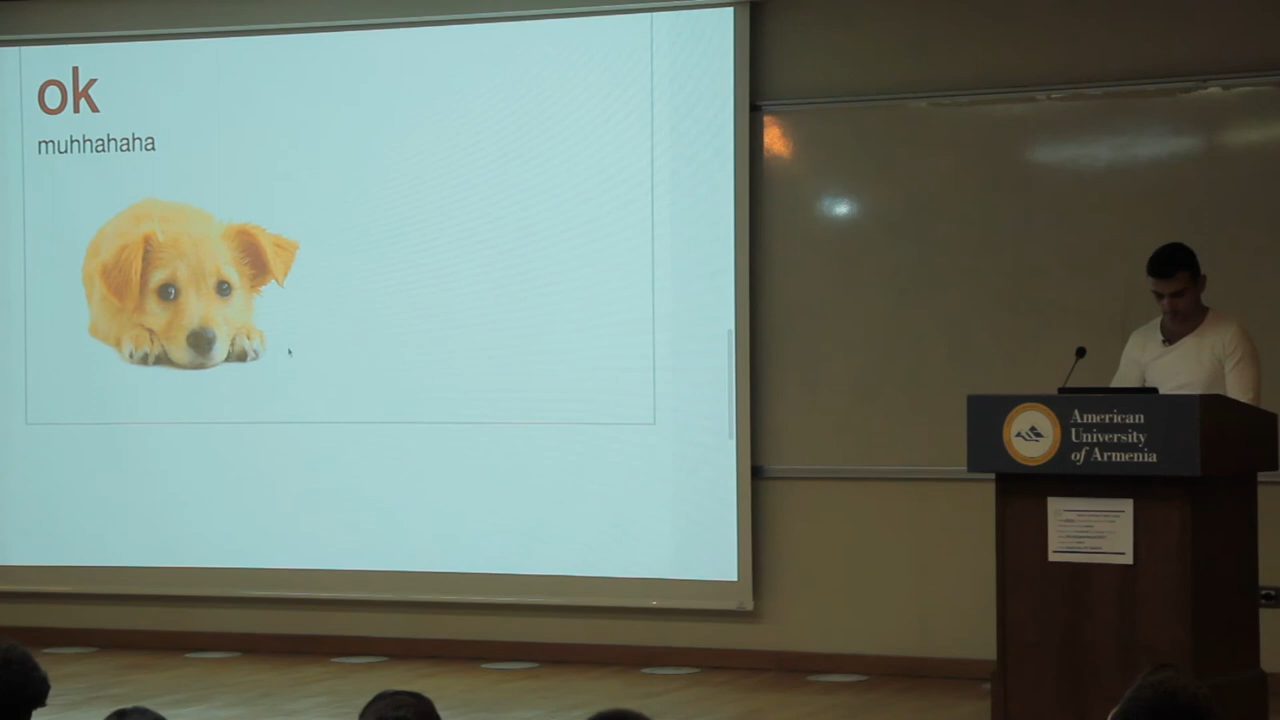 ok
muhhahaha
American
University
of Armenia